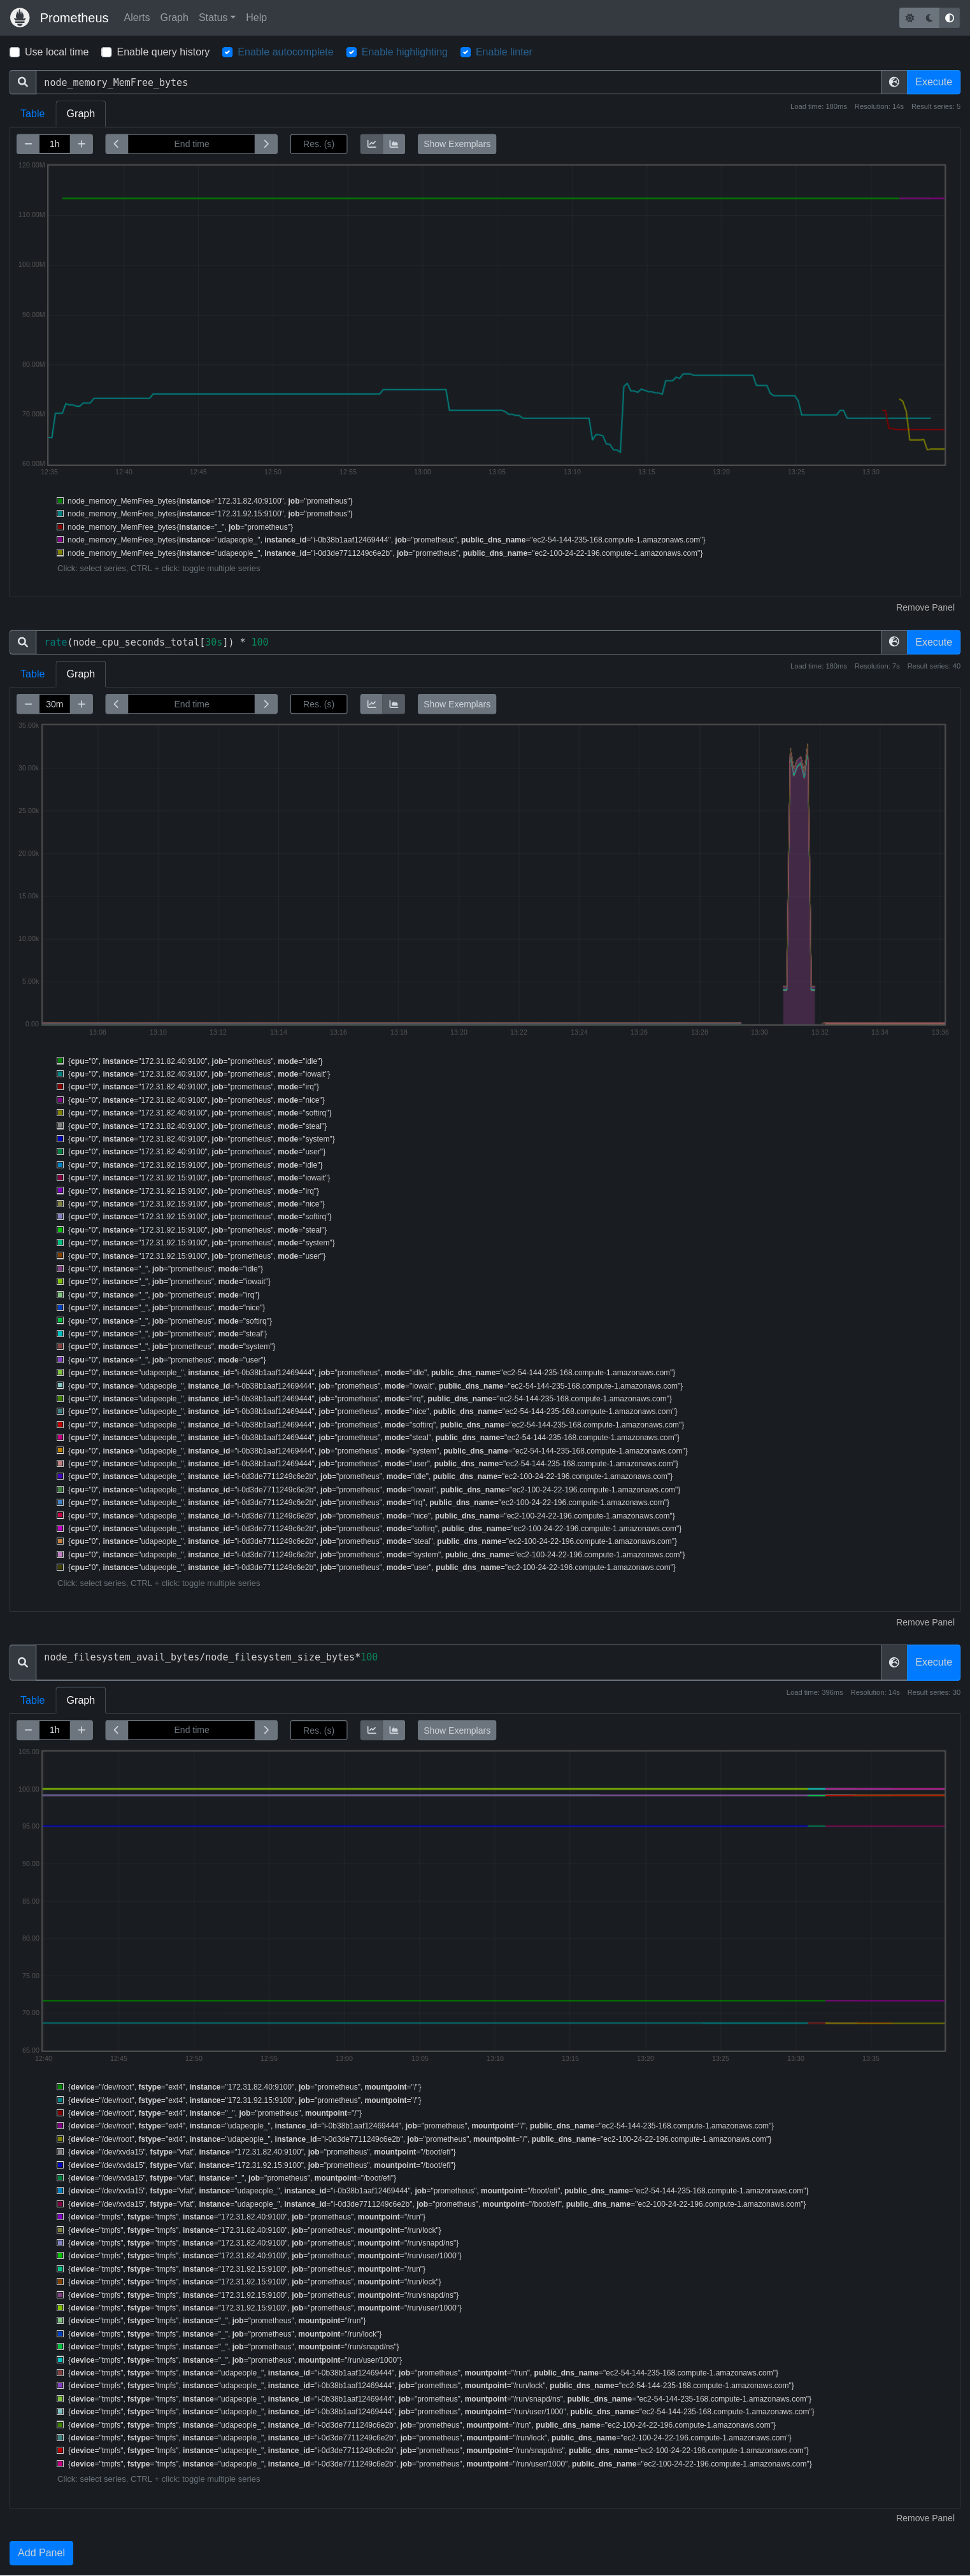 Prometheus Alerts Graph Status Help
Use local time Enable query history Enable autocomplete Enable highlighting Enable linter
node_memory_MemFree_bytes Execute
Table Graph Load time: 180ms Resolution: 14s Result series: 5
1h End time Res. (s) Show Exemplars
120.00M
110.00M
100.00M
90.00M
80.00M
70.00M
60.00M
12:35 12:40 12:45 12:50 12:55 13:00 13:05 13:10 13:15 13:20 13:25 13:30
node_memory_MemFree_bytes{instance="172.31.82.40:9100", job="prometheus"}
node_memory_MemFree_bytes{instance="172.31.92.15:9100", job="prometheus"}
node_memory_MemFree_bytes{instance="_", job="prometheus"}
node_memory_MemFree_bytes{instance="udapeople_", instance_id="i-0b38b1aaf12469444", job="prometheus", public_dns_name="ec2-54-144-235-168.compute-1.amazonaws.com"}
node_memory_MemFree_bytes{instance="udapeople_", instance_id="i-0d3de7711249c6e2b", job="prometheus", public_dns_name="ec2-100-24-22-196.compute-1.amazonaws.com"}
Click: select series, CTRL + click: toggle multiple series
Remove Panel
rate(node_cpu_seconds_total[30s]) * 100 Execute
Table Graph Load time: 180ms Resolution: 7s Result series: 40
30m End time Res. (s) Show Exemplars
35.00k
30.00k
25.00k
20.00k
15.00k
10.00k
5.00k
0.00
13:08 13:10 13:12 13:14 13:16 13:18 13:20 13:22 13:24 13:26 13:28 13:30 13:32 13:34 13:36
{cpu="0", instance="172.31.82.40:9100", job="prometheus", mode="idle"}
{cpu="0", instance="172.31.82.40:9100", job="prometheus", mode="iowait"}
{cpu="0", instance="172.31.82.40:9100", job="prometheus", mode="irq"}
{cpu="0", instance="172.31.82.40:9100", job="prometheus", mode="nice"}
{cpu="0", instance="172.31.82.40:9100", job="prometheus", mode="softirq"}
{cpu="0", instance="172.31.82.40:9100", job="prometheus", mode="steal"}
{cpu="0", instance="172.31.82.40:9100", job="prometheus", mode="system"}
{cpu="0", instance="172.31.82.40:9100", job="prometheus", mode="user"}
{cpu="0", instance="172.31.92.15:9100", job="prometheus", mode="idle"}
{cpu="0", instance="172.31.92.15:9100", job="prometheus", mode="iowait"}
{cpu="0", instance="172.31.92.15:9100", job="prometheus", mode="irq"}
{cpu="0", instance="172.31.92.15:9100", job="prometheus", mode="nice"}
{cpu="0", instance="172.31.92.15:9100", job="prometheus", mode="softirq"}
{cpu="0", instance="172.31.92.15:9100", job="prometheus", mode="steal"}
{cpu="0", instance="172.31.92.15:9100", job="prometheus", mode="system"}
{cpu="0", instance="172.31.92.15:9100", job="prometheus", mode="user"}
{cpu="0", instance="_", job="prometheus", mode="idle"}
{cpu="0", instance="_", job="prometheus", mode="iowait"}
{cpu="0", instance="_", job="prometheus", mode="irq"}
{cpu="0", instance="_", job="prometheus", mode="nice"}
{cpu="0", instance="_", job="prometheus", mode="softirq"}
{cpu="0", instance="_", job="prometheus", mode="steal"}
{cpu="0", instance="_", job="prometheus", mode="system"}
{cpu="0", instance="_", job="prometheus", mode="user"}
{cpu="0", instance="udapeople_", instance_id="i-0b38b1aaf12469444", job="prometheus", mode="idle", public_dns_name="ec2-54-144-235-168.compute-1.amazonaws.com"}
{cpu="0", instance="udapeople_", instance_id="i-0b38b1aaf12469444", job="prometheus", mode="iowait", public_dns_name="ec2-54-144-235-168.compute-1.amazonaws.com"}
{cpu="0", instance="udapeople_", instance_id="i-0b38b1aaf12469444", job="prometheus", mode="irq", public_dns_name="ec2-54-144-235-168.compute-1.amazonaws.com"}
{cpu="0", instance="udapeople_", instance_id="i-0b38b1aaf12469444", job="prometheus", mode="nice", public_dns_name="ec2-54-144-235-168.compute-1.amazonaws.com"}
{cpu="0", instance="udapeople_", instance_id="i-0b38b1aaf12469444", job="prometheus", mode="softirq", public_dns_name="ec2-54-144-235-168.compute-1.amazonaws.com"}
{cpu="0", instance="udapeople_", instance_id="i-0b38b1aaf12469444", job="prometheus", mode="steal", public_dns_name="ec2-54-144-235-168.compute-1.amazonaws.com"}
{cpu="0", instance="udapeople_", instance_id="i-0b38b1aaf12469444", job="prometheus", mode="system", public_dns_name="ec2-54-144-235-168.compute-1.amazonaws.com"}
{cpu="0", instance="udapeople_", instance_id="i-0b38b1aaf12469444", job="prometheus", mode="user", public_dns_name="ec2-54-144-235-168.compute-1.amazonaws.com"}
{cpu="0", instance="udapeople_", instance_id="i-0d3de7711249c6e2b", job="prometheus", mode="idle", public_dns_name="ec2-100-24-22-196.compute-1.amazonaws.com"}
{cpu="0", instance="udapeople_", instance_id="i-0d3de7711249c6e2b", job="prometheus", mode="iowait", public_dns_name="ec2-100-24-22-196.compute-1.amazonaws.com"}
{cpu="0", instance="udapeople_", instance_id="i-0d3de7711249c6e2b", job="prometheus", mode="irq", public_dns_name="ec2-100-24-22-196.compute-1.amazonaws.com"}
{cpu="0", instance="udapeople_", instance_id="i-0d3de7711249c6e2b", job="prometheus", mode="nice", public_dns_name="ec2-100-24-22-196.compute-1.amazonaws.com"}
{cpu="0", instance="udapeople_", instance_id="i-0d3de7711249c6e2b", job="prometheus", mode="softirq", public_dns_name="ec2-100-24-22-196.compute-1.amazonaws.com"}
{cpu="0", instance="udapeople_", instance_id="i-0d3de7711249c6e2b", job="prometheus", mode="steal", public_dns_name="ec2-100-24-22-196.compute-1.amazonaws.com"}
{cpu="0", instance="udapeople_", instance_id="i-0d3de7711249c6e2b", job="prometheus", mode="system", public_dns_name="ec2-100-24-22-196.compute-1.amazonaws.com"}
{cpu="0", instance="udapeople_", instance_id="i-0d3de7711249c6e2b", job="prometheus", mode="user", public_dns_name="ec2-100-24-22-196.compute-1.amazonaws.com"}
Click: select series, CTRL + click: toggle multiple series
Remove Panel
node_filesystem_avail_bytes/node_filesystem_size_bytes*100 Execute
Table Graph Load time: 396ms Resolution: 14s Result series: 30
1h End time Res. (s) Show Exemplars
105.00
100.00
95.00
90.00
85.00
80.00
75.00
70.00
65.00
12:40 12:45 12:50 12:55 13:00 13:05 13:10 13:15 13:20 13:25 13:30 13:35
{device="/dev/root", fstype="ext4", instance="172.31.82.40:9100", job="prometheus", mountpoint="/"}
{device="/dev/root", fstype="ext4", instance="172.31.92.15:9100", job="prometheus", mountpoint="/"}
{device="/dev/root", fstype="ext4", instance="_", job="prometheus", mountpoint="/"}
{device="/dev/root", fstype="ext4", instance="udapeople_", instance_id="i-0b38b1aaf12469444", job="prometheus", mountpoint="/", public_dns_name="ec2-54-144-235-168.compute-1.amazonaws.com"}
{device="/dev/root", fstype="ext4", instance="udapeople_", instance_id="i-0d3de7711249c6e2b", job="prometheus", mountpoint="/", public_dns_name="ec2-100-24-22-196.compute-1.amazonaws.com"}
{device="/dev/xvda15", fstype="vfat", instance="172.31.82.40:9100", job="prometheus", mountpoint="/boot/efi"}
{device="/dev/xvda15", fstype="vfat", instance="172.31.92.15:9100", job="prometheus", mountpoint="/boot/efi"}
{device="/dev/xvda15", fstype="vfat", instance="_", job="prometheus", mountpoint="/boot/efi"}
{device="/dev/xvda15", fstype="vfat", instance="udapeople_", instance_id="i-0b38b1aaf12469444", job="prometheus", mountpoint="/boot/efi", public_dns_name="ec2-54-144-235-168.compute-1.amazonaws.com"}
{device="/dev/xvda15", fstype="vfat", instance="udapeople_", instance_id="i-0d3de7711249c6e2b", job="prometheus", mountpoint="/boot/efi", public_dns_name="ec2-100-24-22-196.compute-1.amazonaws.com"}
{device="tmpfs", fstype="tmpfs", instance="172.31.82.40:9100", job="prometheus", mountpoint="/run"}
{device="tmpfs", fstype="tmpfs", instance="172.31.82.40:9100", job="prometheus", mountpoint="/run/lock"}
{device="tmpfs", fstype="tmpfs", instance="172.31.82.40:9100", job="prometheus", mountpoint="/run/snapd/ns"}
{device="tmpfs", fstype="tmpfs", instance="172.31.82.40:9100", job="prometheus", mountpoint="/run/user/1000"}
{device="tmpfs", fstype="tmpfs", instance="172.31.92.15:9100", job="prometheus", mountpoint="/run"}
{device="tmpfs", fstype="tmpfs", instance="172.31.92.15:9100", job="prometheus", mountpoint="/run/lock"}
{device="tmpfs", fstype="tmpfs", instance="172.31.92.15:9100", job="prometheus", mountpoint="/run/snapd/ns"}
{device="tmpfs", fstype="tmpfs", instance="172.31.92.15:9100", job="prometheus", mountpoint="/run/user/1000"}
{device="tmpfs", fstype="tmpfs", instance="_", job="prometheus", mountpoint="/run"}
{device="tmpfs", fstype="tmpfs", instance="_", job="prometheus", mountpoint="/run/lock"}
{device="tmpfs", fstype="tmpfs", instance="_", job="prometheus", mountpoint="/run/snapd/ns"}
{device="tmpfs", fstype="tmpfs", instance="_", job="prometheus", mountpoint="/run/user/1000"}
{device="tmpfs", fstype="tmpfs", instance="udapeople_", instance_id="i-0b38b1aaf12469444", job="prometheus", mountpoint="/run", public_dns_name="ec2-54-144-235-168.compute-1.amazonaws.com"}
{device="tmpfs", fstype="tmpfs", instance="udapeople_", instance_id="i-0b38b1aaf12469444", job="prometheus", mountpoint="/run/lock", public_dns_name="ec2-54-144-235-168.compute-1.amazonaws.com"}
{device="tmpfs", fstype="tmpfs", instance="udapeople_", instance_id="i-0b38b1aaf12469444", job="prometheus", mountpoint="/run/snapd/ns", public_dns_name="ec2-54-144-235-168.compute-1.amazonaws.com"}
{device="tmpfs", fstype="tmpfs", instance="udapeople_", instance_id="i-0b38b1aaf12469444", job="prometheus", mountpoint="/run/user/1000", public_dns_name="ec2-54-144-235-168.compute-1.amazonaws.com"}
{device="tmpfs", fstype="tmpfs", instance="udapeople_", instance_id="i-0d3de7711249c6e2b", job="prometheus", mountpoint="/run", public_dns_name="ec2-100-24-22-196.compute-1.amazonaws.com"}
{device="tmpfs", fstype="tmpfs", instance="udapeople_", instance_id="i-0d3de7711249c6e2b", job="prometheus", mountpoint="/run/lock", public_dns_name="ec2-100-24-22-196.compute-1.amazonaws.com"}
{device="tmpfs", fstype="tmpfs", instance="udapeople_", instance_id="i-0d3de7711249c6e2b", job="prometheus", mountpoint="/run/snapd/ns", public_dns_name="ec2-100-24-22-196.compute-1.amazonaws.com"}
{device="tmpfs", fstype="tmpfs", instance="udapeople_", instance_id="i-0d3de7711249c6e2b", job="prometheus", mountpoint="/run/user/1000", public_dns_name="ec2-100-24-22-196.compute-1.amazonaws.com"}
Click: select series, CTRL + click: toggle multiple series
Remove Panel
Add Panel